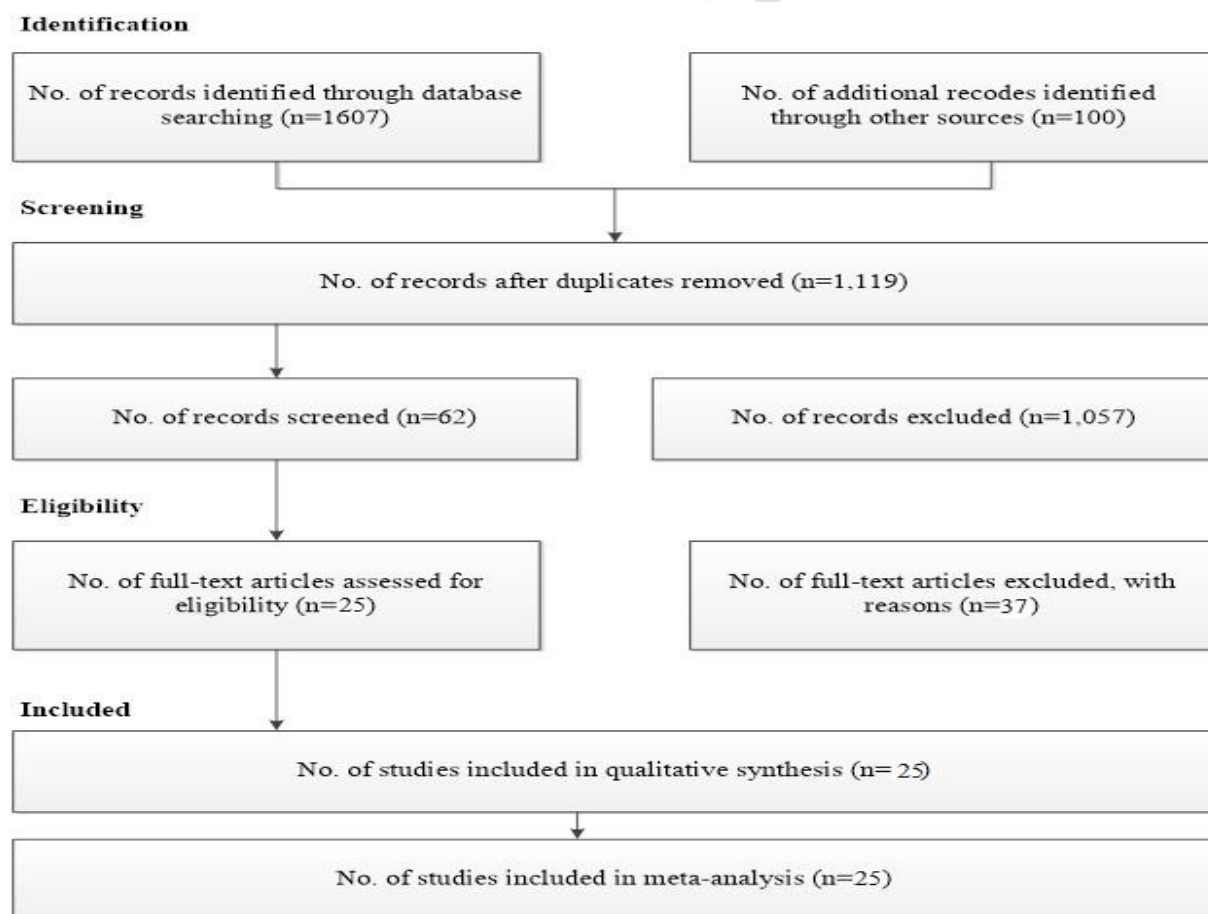 Identification
No. of records identified through database
searching (n=1607)
No. of additional recodes identified
through other sources (n=100)
Screening
No. of records after duplicates removed (n=1,119)
No. of records screened (n=62)
No. of records excluded (n=1,057)
Eligibility
No. of full-text articles assessed for
eligibility (n=25)
No. of full-text articles excluded, with
reasons (n=37)
Included
No. of studies included in qualitative synthesis (n= 25)
No. of studies included in meta-analysis (n=25)